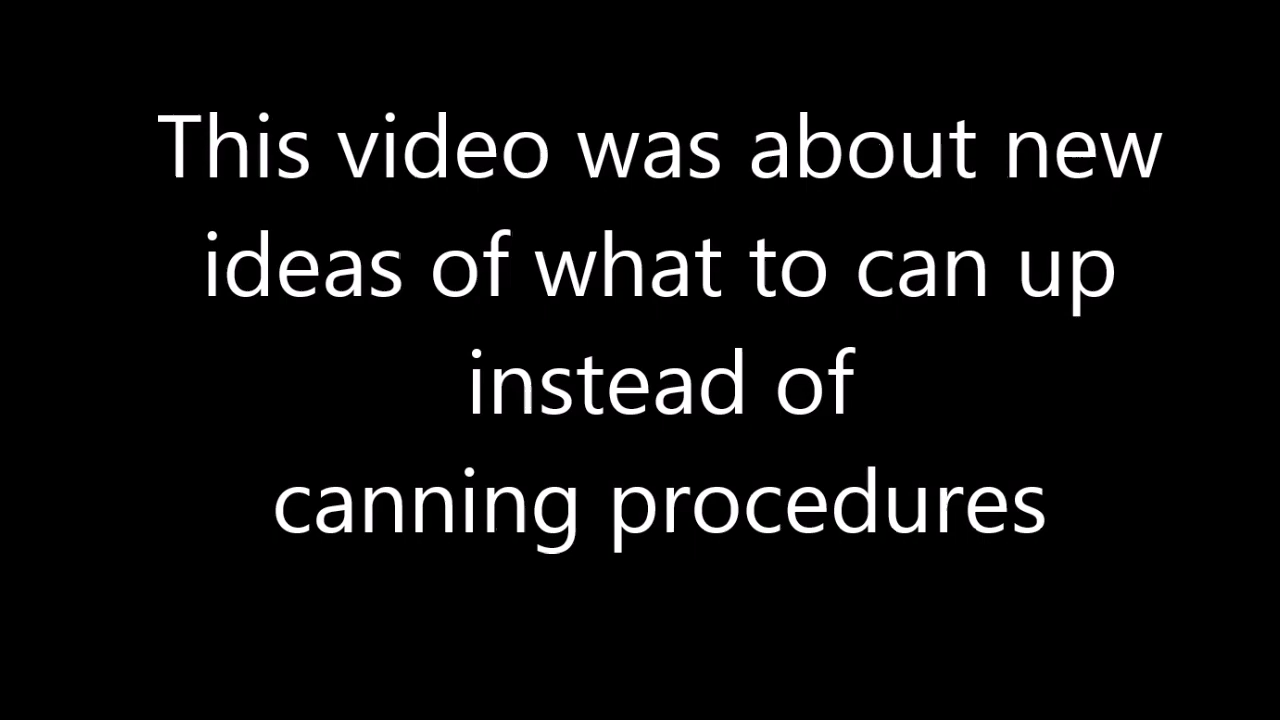 This video was about new
ideas of what to can up
instead of
canning procedures